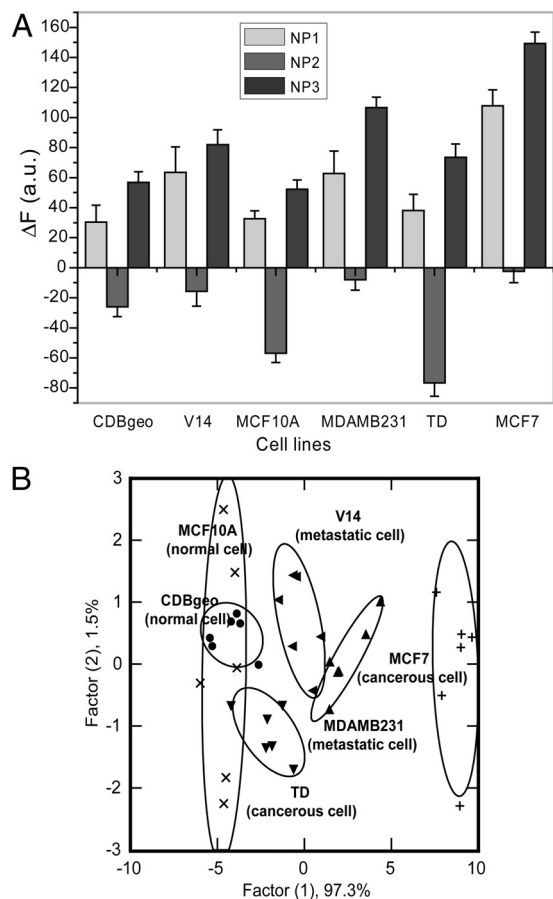 A
160
140
120
100
80
60
40
20
0
-20
-40
-60
-80
ΔF (a.u.)
NP1
NP2
NP3
CDBgeo V14 MCF10A MDAMB231 TD MCF7
Cell lines
B
3
2
1
0
-1
-2
-3
Factor (2), 1.5%
V14
(metastatic cell)
MCF10A
(normal cell)
CDBgeo
(normal cell)
MCF7
(cancerous cell)
MDAMB231
(metastatic cell)
TD
(cancerous cell)
-10 -5 0 5 10
Factor (1), 97.3%